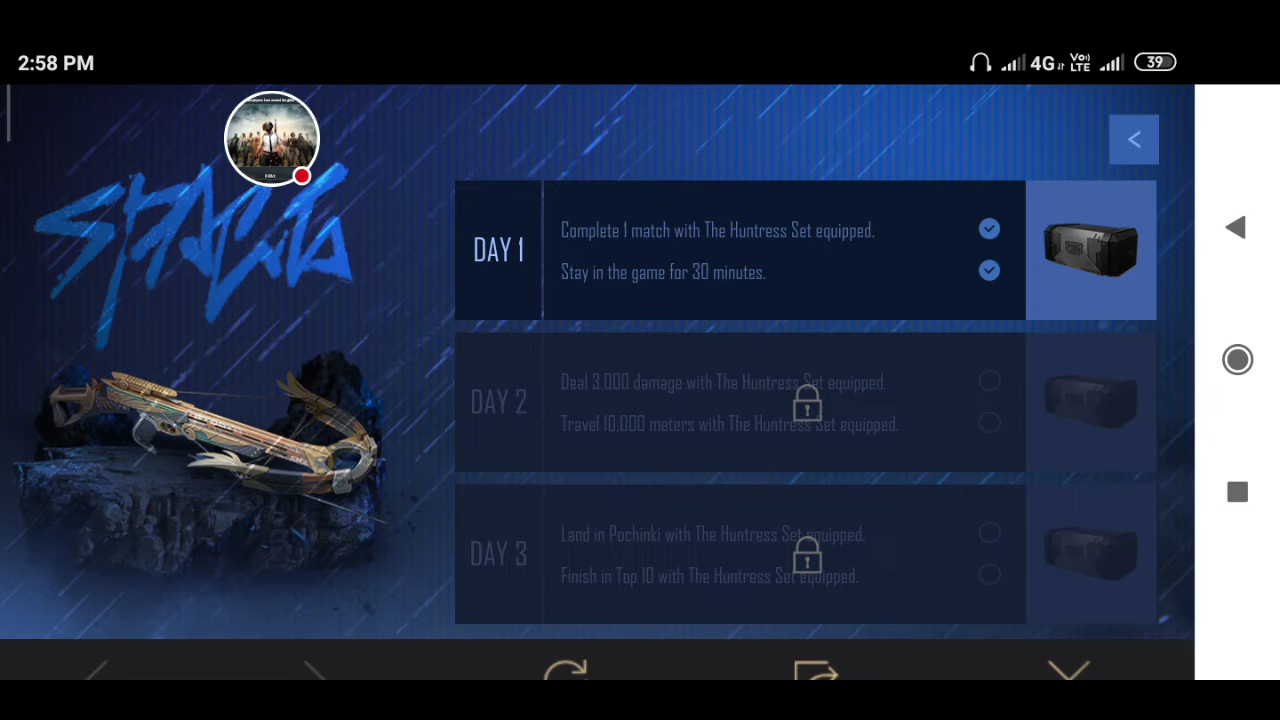 2:58 PM
4G
Vo))
LTE
39
DAY 1
Complete 1 match with The Huntress Set equipped.
Stay in the game for 30 minutes.
DAY 2
Deal 3,000 damage with The Huntress Set equipped.
Travel 10,000 meters with The Huntress Set equipped.
DAY 3
Land in Pochinki with The Huntress Set equipped.
Finish in Top 10 with The Huntress Set equipped.